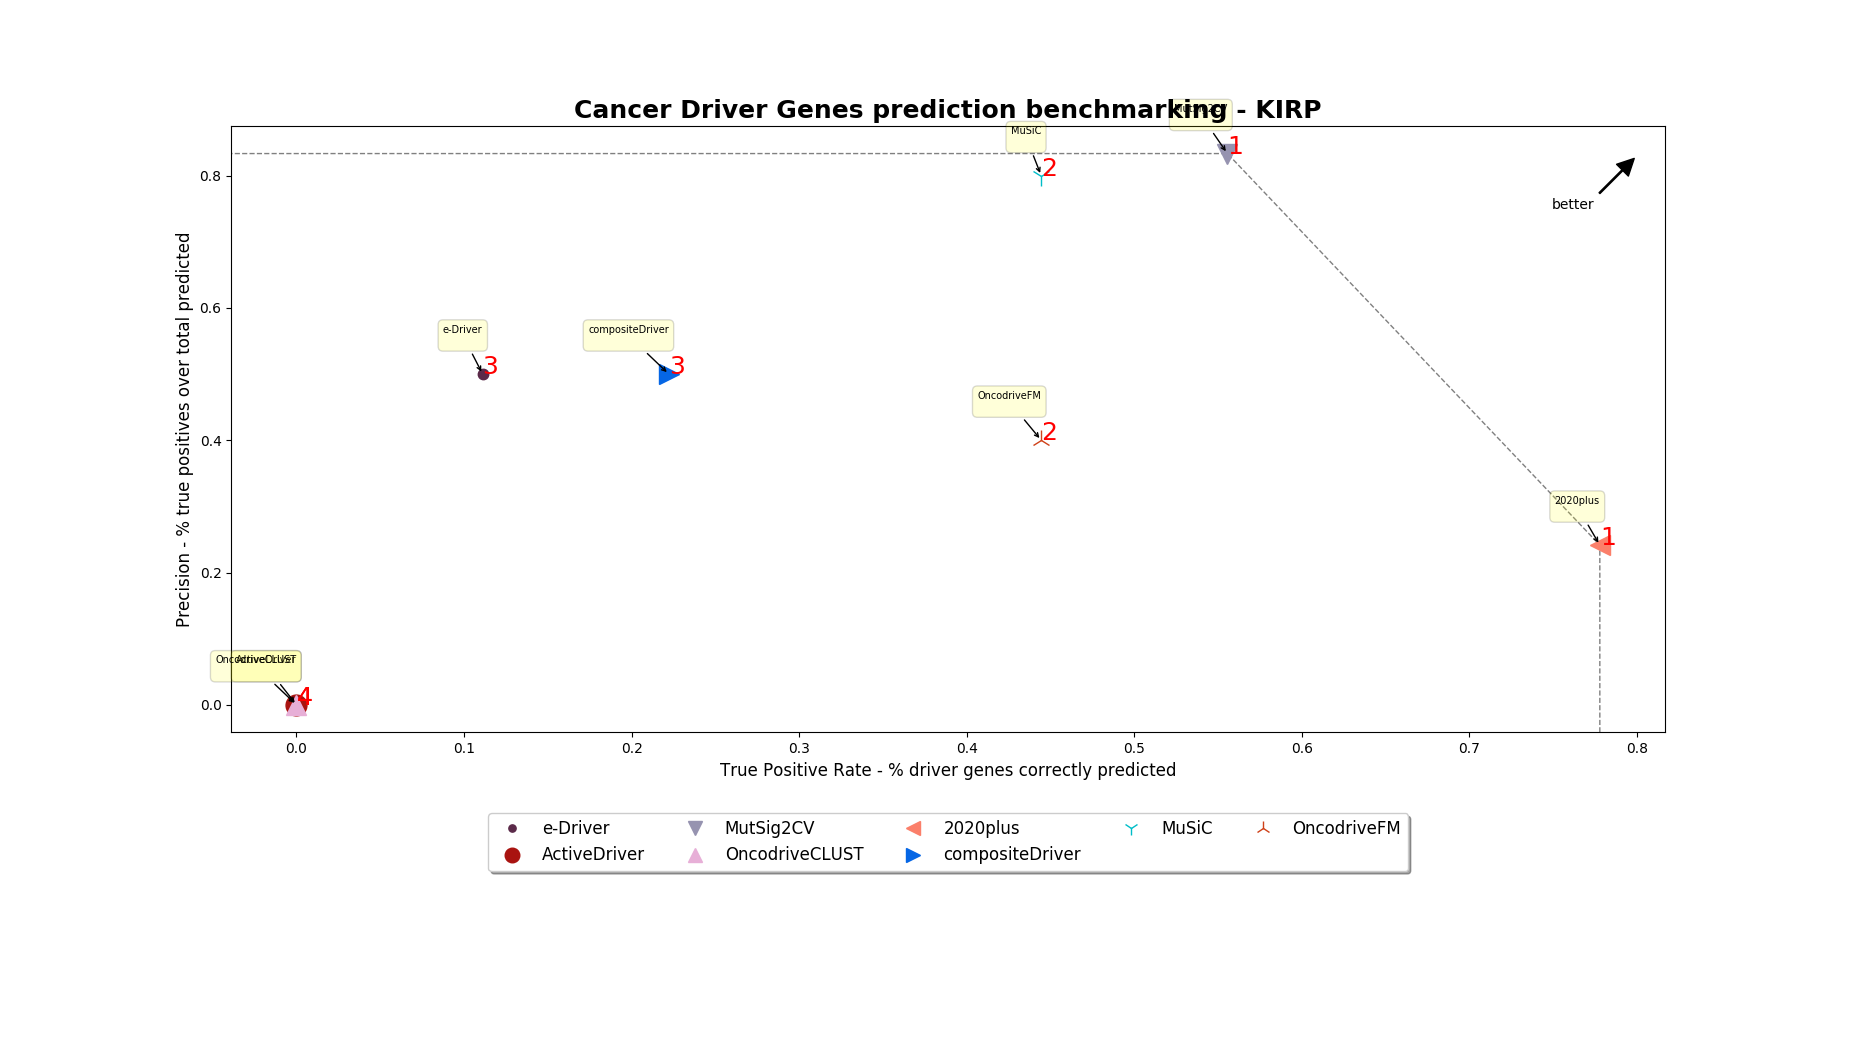 Cancer Driver Genes prediction benchmarking - KIRP
MuSiC
1
2
0.8
better
Precision - % true positives over total predicted
0.6
e-Driver
compositeDriver
3
3
OncodriveFM
0.4
2
2020plus
1
0.2
OncodriveCLUST
ActiveDriver
4
0.0
0.0 0.1 0.2 0.3 0.4 0.5 0.6 0.7 0.8
True Positive Rate - % driver genes correctly predicted
e-Driver MutSig2CV 2020plus MuSiC OncodriveFM
ActiveDriver OncodriveCLUST compositeDriver